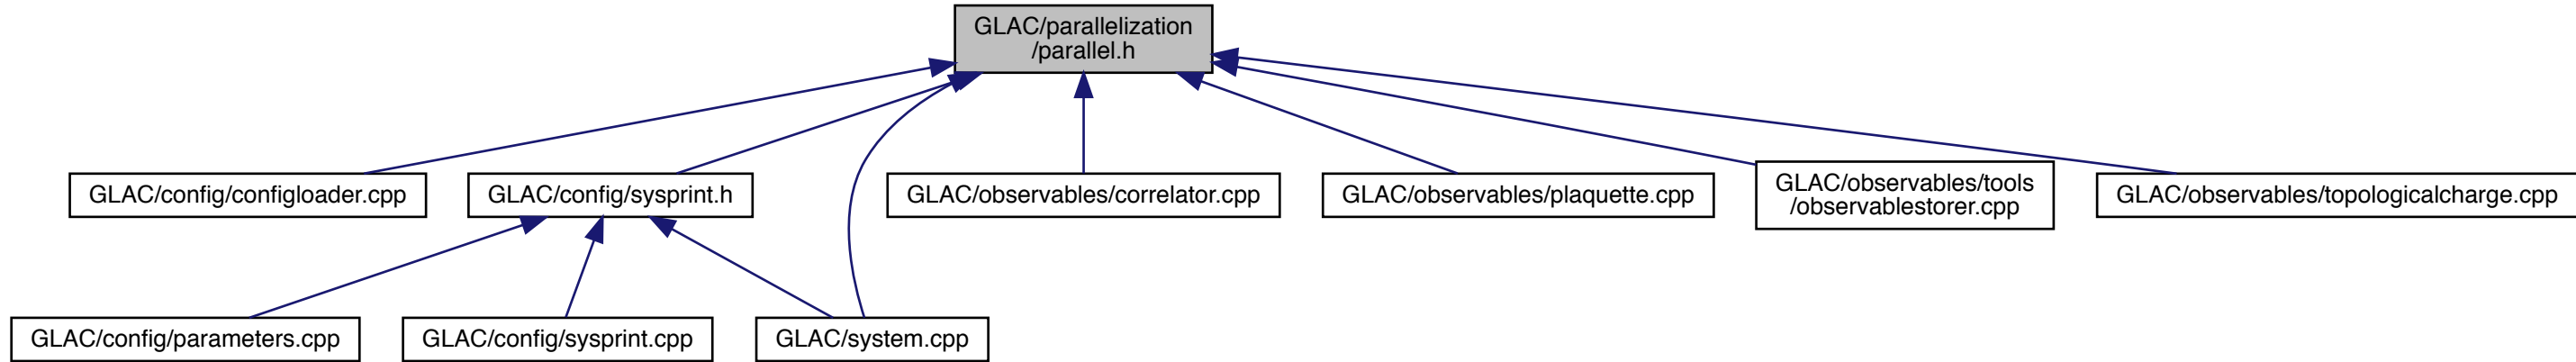 GLAC/parallelization
/parallel.h
GLAC/config/configloader.cpp
GLAC/config/sysprint.h
GLAC/observables/correlator.cpp
GLAC/observables/plaquette.cpp
GLAC/observables/tools
/observablestorer.cpp
GLAC/observables/topologicalcharge.cpp
GLAC/config/parameters.cpp
GLAC/config/sysprint.cpp
GLAC/system.cpp